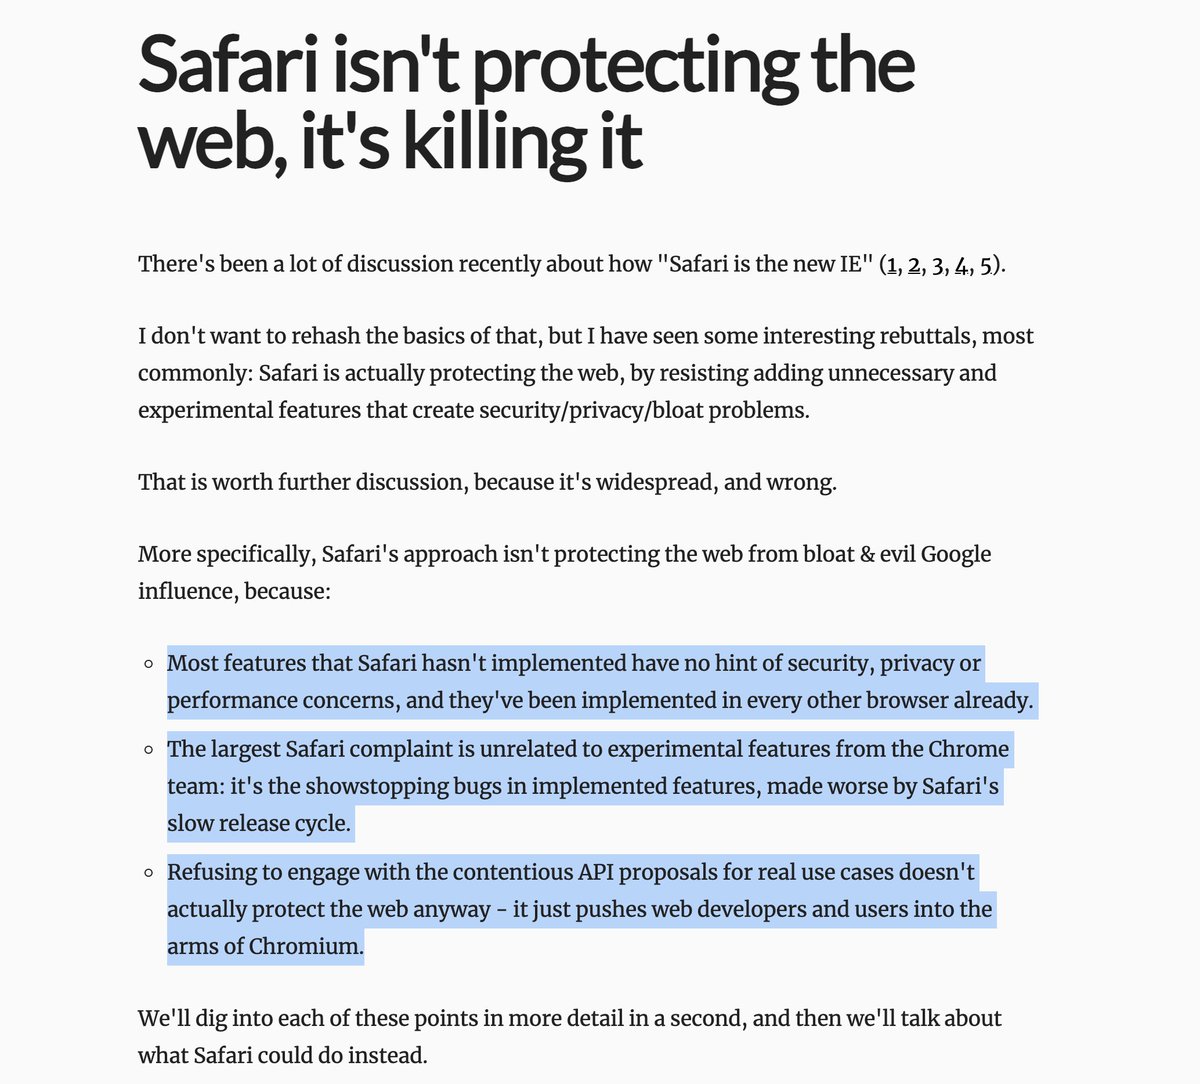 Safari isn't protecting the
web, it's killing it
There's been a lot of discussion recently about how "Safari is the new IE" (1, 2, 3, 4, 5).
I don't want to rehash the basics of that, but I have seen some interesting rebuttals, most
commonly: Safari is actually protecting the web, by resisting adding unnecessary and
experimental features that create security/privacy/bloat problems.
That is worth further discussion, because it's widespread, and wrong.
More specifically, Safari's approach isn't protecting the web from bloat & evil Google
influence, because:
Most features that Safari hasn't implemented have no hint of security, privacy or
performance concerns, and they've been implemented in every other browser already.
The largest Safari complaint is unrelated to experimental features from the Chrome
team: it's the showstopping bugs in implemented features, made worse by Safari's
slow release cycle.
Refusing to engage with the contentious API proposals for real use cases doesn't
actually protect the web anyway - it just pushes web developers and users into the
arms of Chromium.
We'll dig into each of these points in more detail in a second, and then we'll talk about
what Safari could do instead.